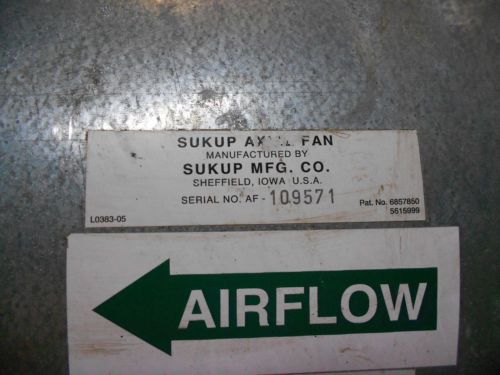 SUKUP AXIAL FAN
MANUFACTURED BY
SUKUP MFG. CO.
SHEFFIELD, IOWA U.S.A.
SERIAL NO. AF - 109571
Pat. No. 6857850
5615999
L0383-05
AIRFLOW